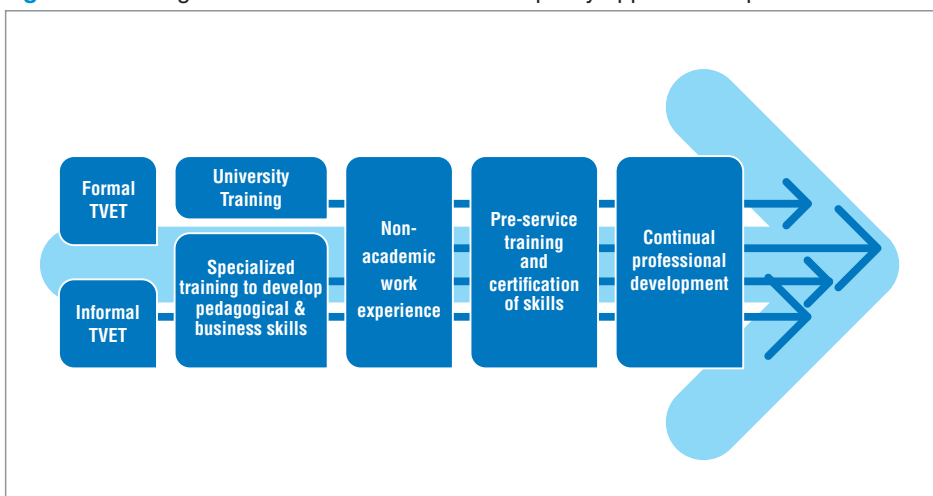 Formal
TVET
Informal
TVET
University
Training
Specialized
training to develop
pedagogical &
business skills
Non-
academic
work
experience
Pre-service
training
and
certification
of skills
Continual
professional
development